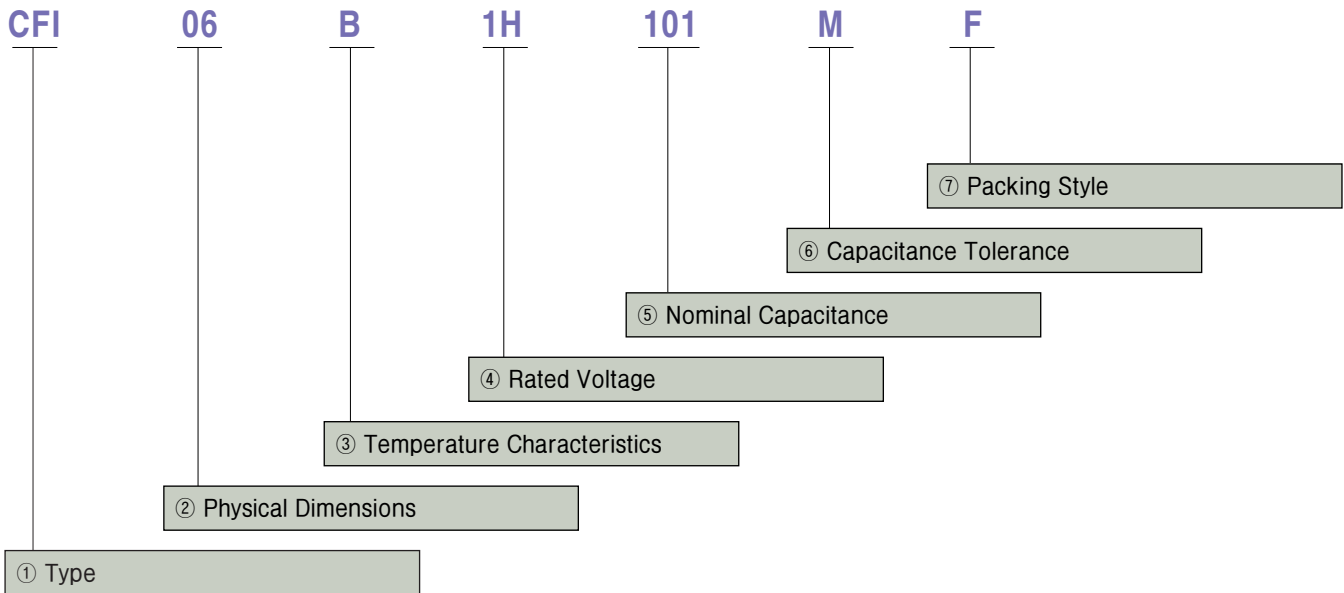 CFI 06 B 1H 101 M F
⑦ Packing Style
⑥ Capacitance Tolerance
⑤ Nominal Capacitance
④ Rated Voltage
③ Temperature Characteristics
② Physical Dimensions
① Type